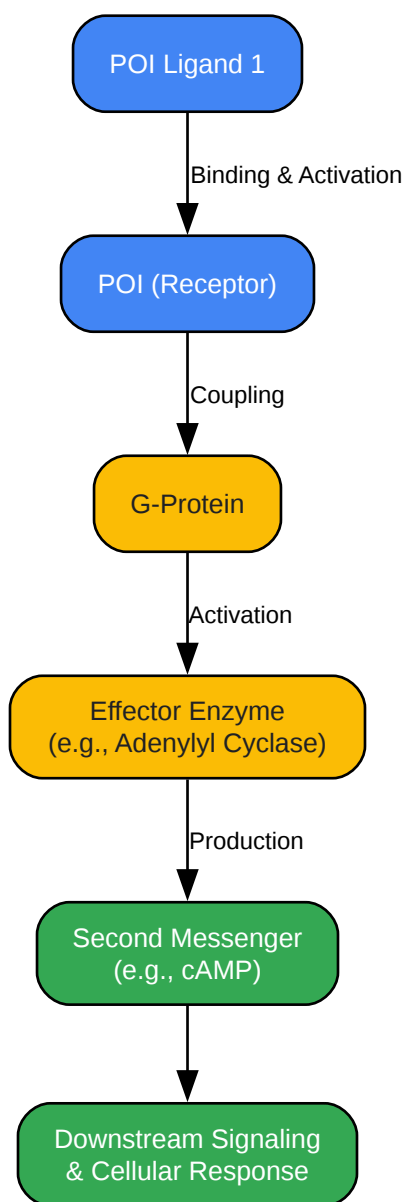 POI Ligand 1
Binding & Activation
POI (Receptor)
Coupling
G-Protein
Activation
Effector Enzyme
(e.g., Adenylyl Cyclase)
Production
Second Messenger
(e.g., cAMP)
Downstream Signaling
& Cellular Response